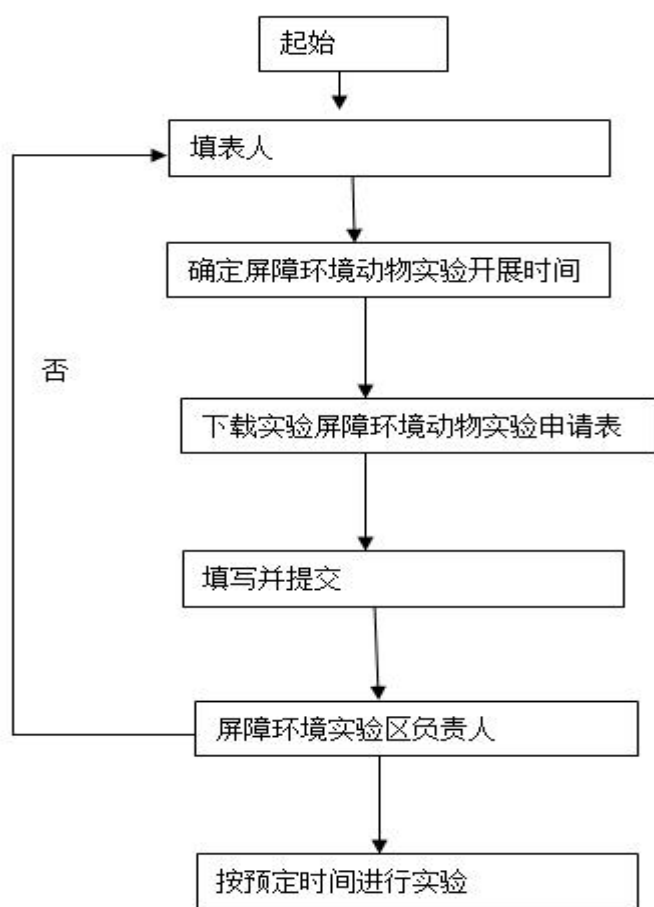 起始
填表人
确定屏障环境动物实验开展时间
否
下载实验屏障环境动物实验申请表
填写并提交
屏障环境实验区负责人
按预定时间进行实验